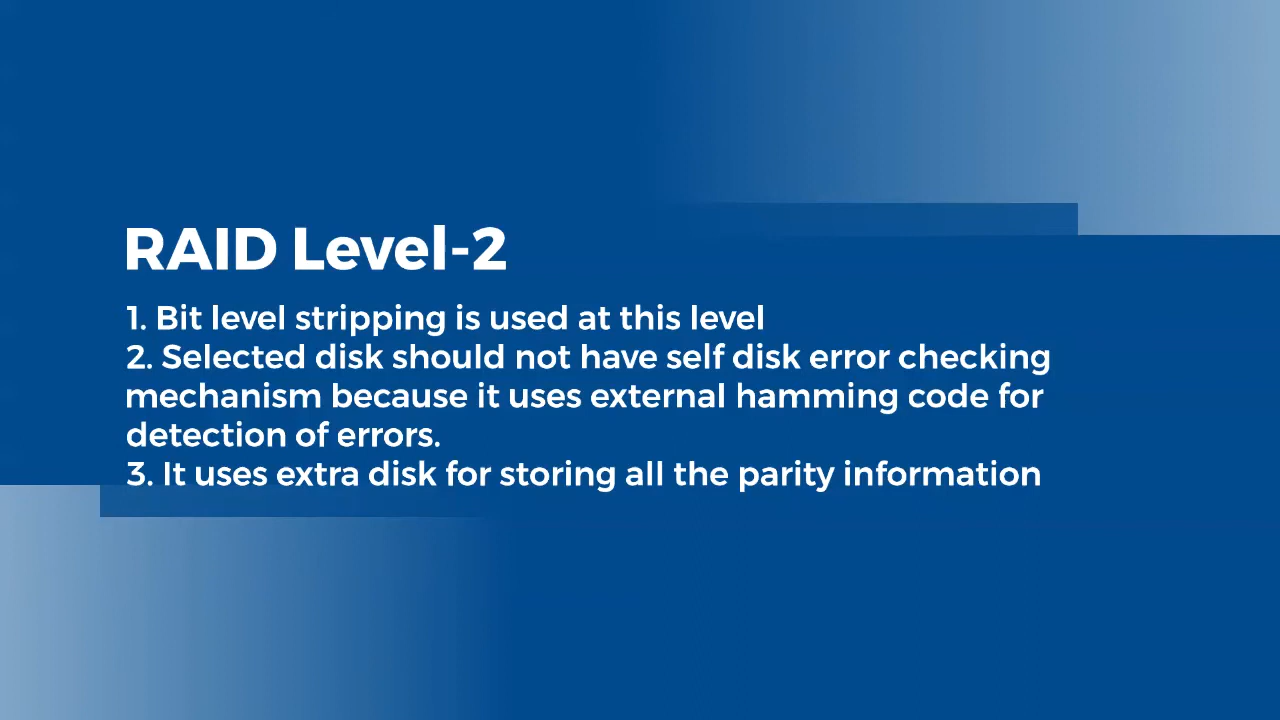 RAID Level-2
1. Bit level stripping is used at this level
2. Selected disk should not have self disk error checking
mechanism because it uses external hamming code for
detection of errors.
3. It uses extra disk for storing all the parity information